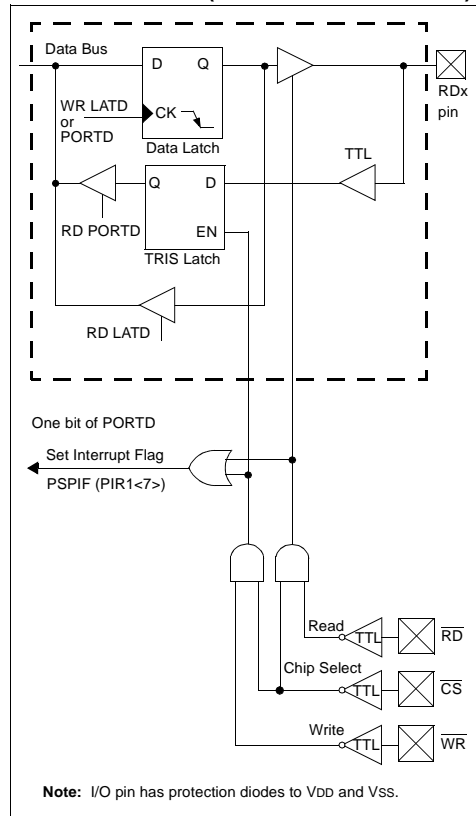 Data Bus
D Q
RDx
pin
WR LATD
or
PORTD
CK
Data Latch
TTL
Q D
RD PORTD
EN
TRIS Latch
RD LATD
One bit of PORTD
Set Interrupt Flag
PSPIF (PIR1<7>)
Read
TTL
RD
Chip Select
TTL
CS
Write
TTL
WR
Note: I/O pin has protection diodes to VDD and VSS.